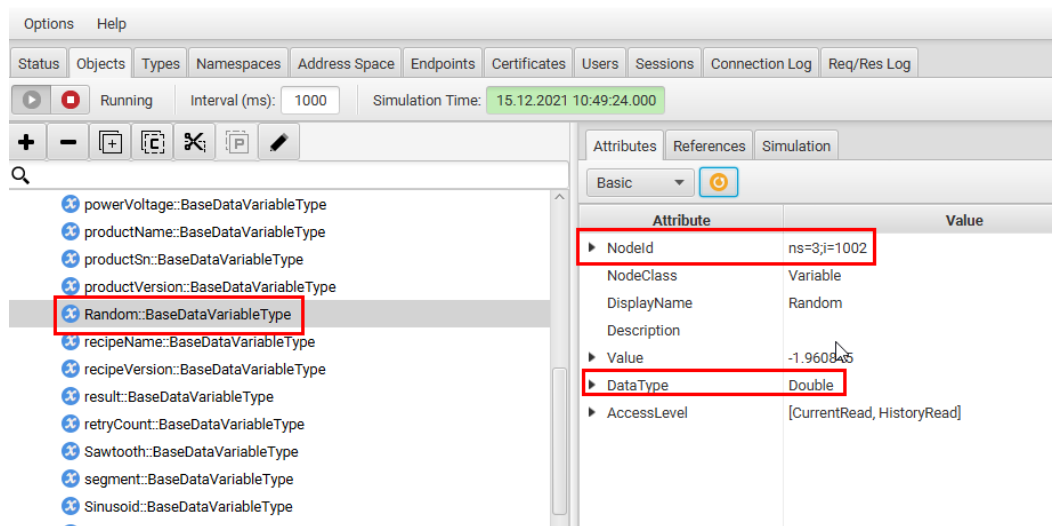 Options Help
Status Objects Types Namespaces Address Space Endpoints Certificates Users Sessions Connection Log Req/Res Log
Running Interval (ms): 1000 Simulation Time: 15.12.2021 10:49:24.000
Attributes References Simulation
Basic
Attribute Value
powerVoltage::BaseDataVariableType
productName::BaseDataVariableType
productSn::BaseDataVariableType
productVersion::BaseDataVariableType
Random::BaseDataVariableType
recipeName::BaseDataVariableType
recipeVersion::BaseDataVariableType
result::BaseDataVariableType
retryCount::BaseDataVariableType
Sawtooth::BaseDataVariableType
segment::BaseDataVariableType
Sinusoid::BaseDataVariableType
NodeId ns=3;i=1002
NodeClass Variable
DisplayName Random
Description
Value
DataType Double
AccessLevel [CurrentRead, HistoryRead]